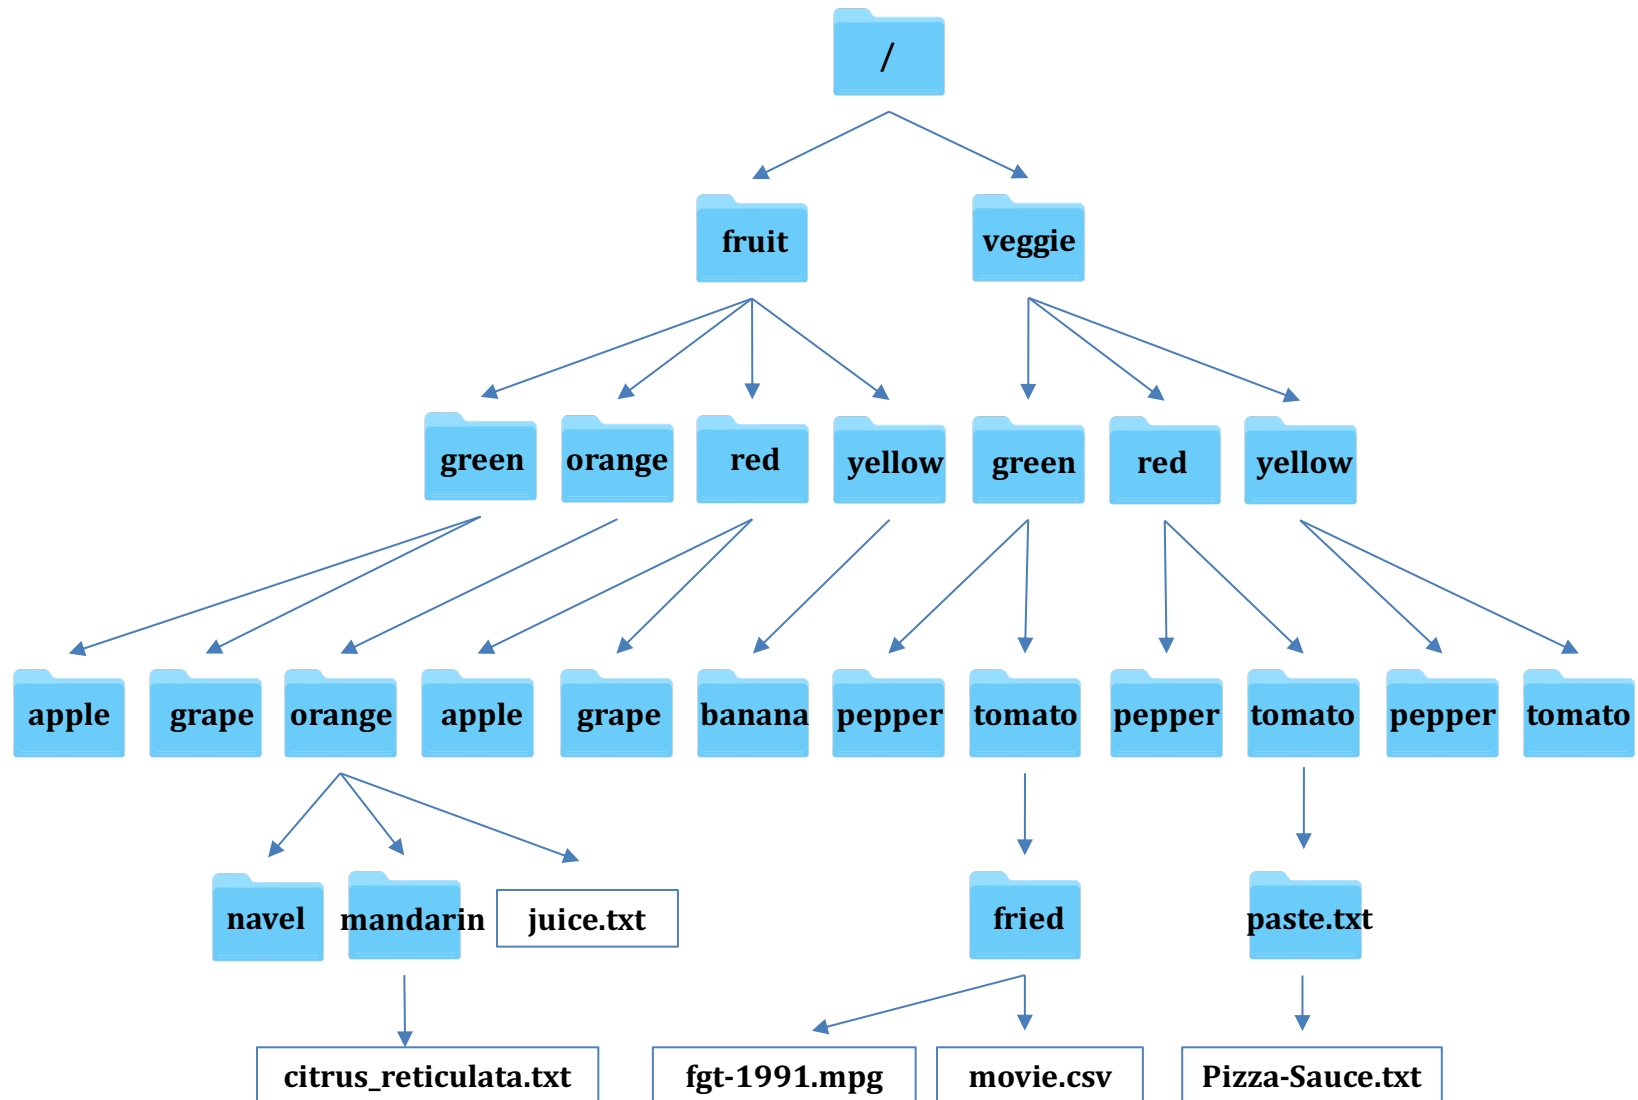 /
fruit
veggie
green
orange
red
yellow
green
red
yellow
apple
grape
orange
apple
grape
banana
pepper
tomato
pepper
tomato
pepper
tomato
navel
mandarin
juice.txt
fried
paste.txt
citrus_reticulata.txt
fgt-1991.mpg
movie.csv
Pizza-Sauce.txt